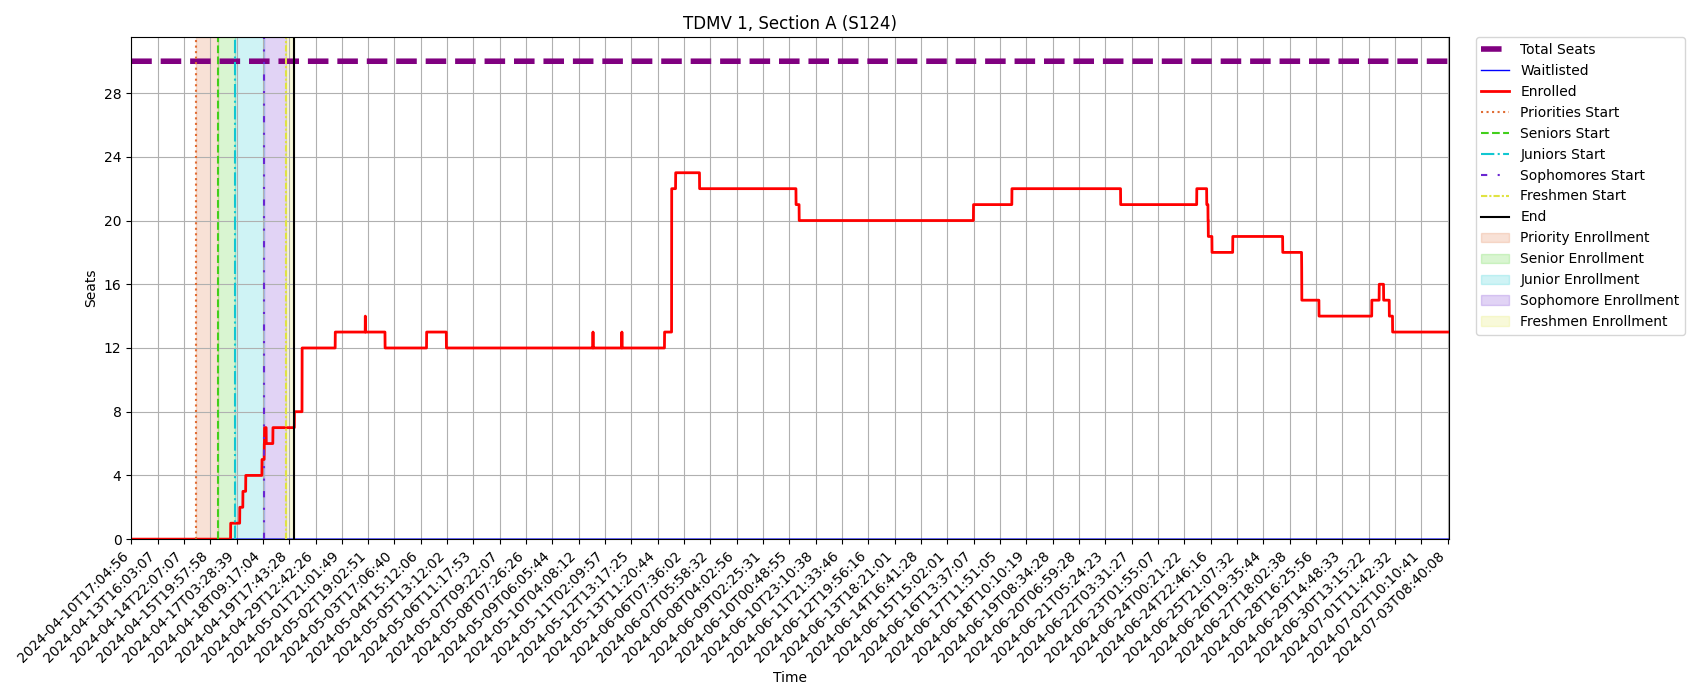 TDMV 1, Section A (S124)
Total Seats
Waitlisted
Enrolled
Priorities Start
Seniors Start
Juniors Start
Sophomores Start
Freshmen Start
End
Priority Enrollment
Senior Enrollment
Junior Enrollment
Sophomore Enrollment
Freshmen Enrollment
Seats
28
24
20
16
12
8
4
0
2024-04-10T17:04:56
2024-04-13T16:03:07
2024-04-14T22:07:07
2024-04-15T19:57:58
2024-04-17T03:28:39
2024-04-18T09:17:04
2024-04-19T17:43:28
2024-04-29T12:42:26
2024-05-01T21:01:49
2024-05-02T19:02:51
2024-05-03T17:06:40
2024-05-04T15:12:06
2024-05-05T13:12:02
2024-05-06T11:17:53
2024-05-07T09:22:07
2024-05-08T07:26:26
2024-05-09T06:05:44
2024-05-10T04:08:12
2024-05-11T02:09:57
2024-05-12T13:17:25
2024-05-13T11:20:44
2024-06-06T07:36:02
2024-06-07T05:58:32
2024-06-08T04:02:56
2024-06-09T02:25:31
2024-06-10T00:48:55
2024-06-10T23:10:38
2024-06-11T21:33:46
2024-06-12T19:56:16
2024-06-13T18:21:01
2024-06-14T16:41:28
2024-06-15T15:02:01
2024-06-16T13:37:07
2024-06-17T11:51:05
2024-06-18T10:10:19
2024-06-19T08:34:28
2024-06-20T06:59:28
2024-06-21T05:24:23
2024-06-22T03:31:27
2024-06-23T01:55:07
2024-06-24T00:21:22
2024-06-24T22:46:16
2024-06-25T21:07:32
2024-06-26T19:35:44
2024-06-27T18:02:38
2024-06-28T16:25:56
2024-06-29T14:48:33
2024-06-30T13:15:22
2024-07-01T11:42:32
2024-07-02T10:10:41
2024-07-03T08:40:08
Time